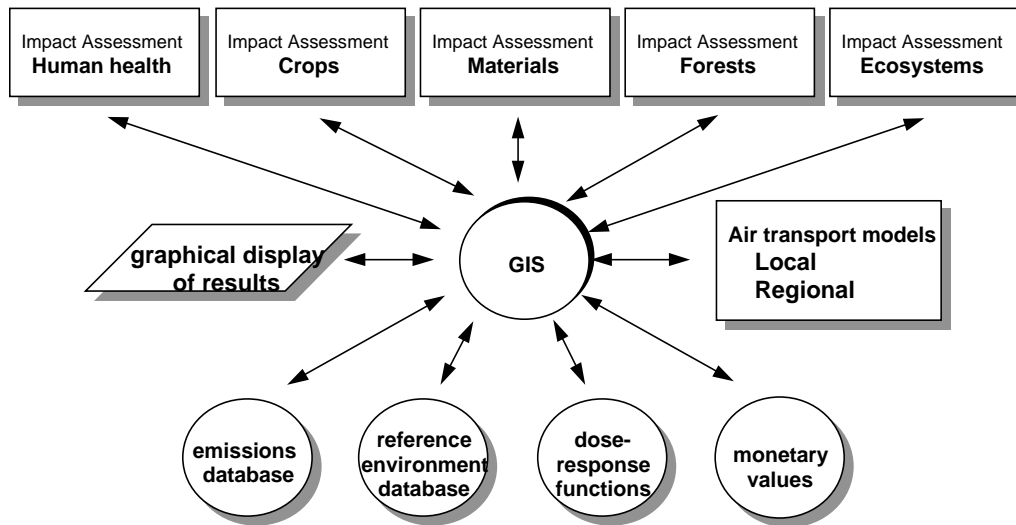 Impact Assessment
Human health
Impact Assessment
Crops
Impact Assessment
Materials
Impact Assessment
Forests
Impact Assessment
Ecosystems
graphical display
of results
GIS
Air transport models
Local
Regional
emissions
database
reference
environment
database
dose-
response
functions
monetary
values